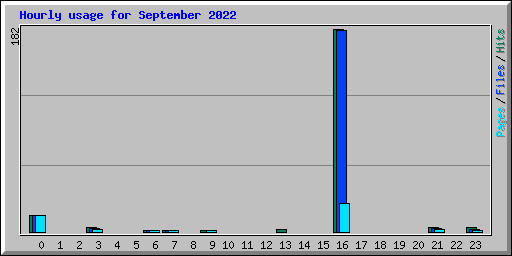 Hourly usage for September 2022
182
Pages/Files/Hits
0 1 2 3 4 5 6 7 8 9 10 11 12 13 14 15 16 17 18 19 20 21 22 23